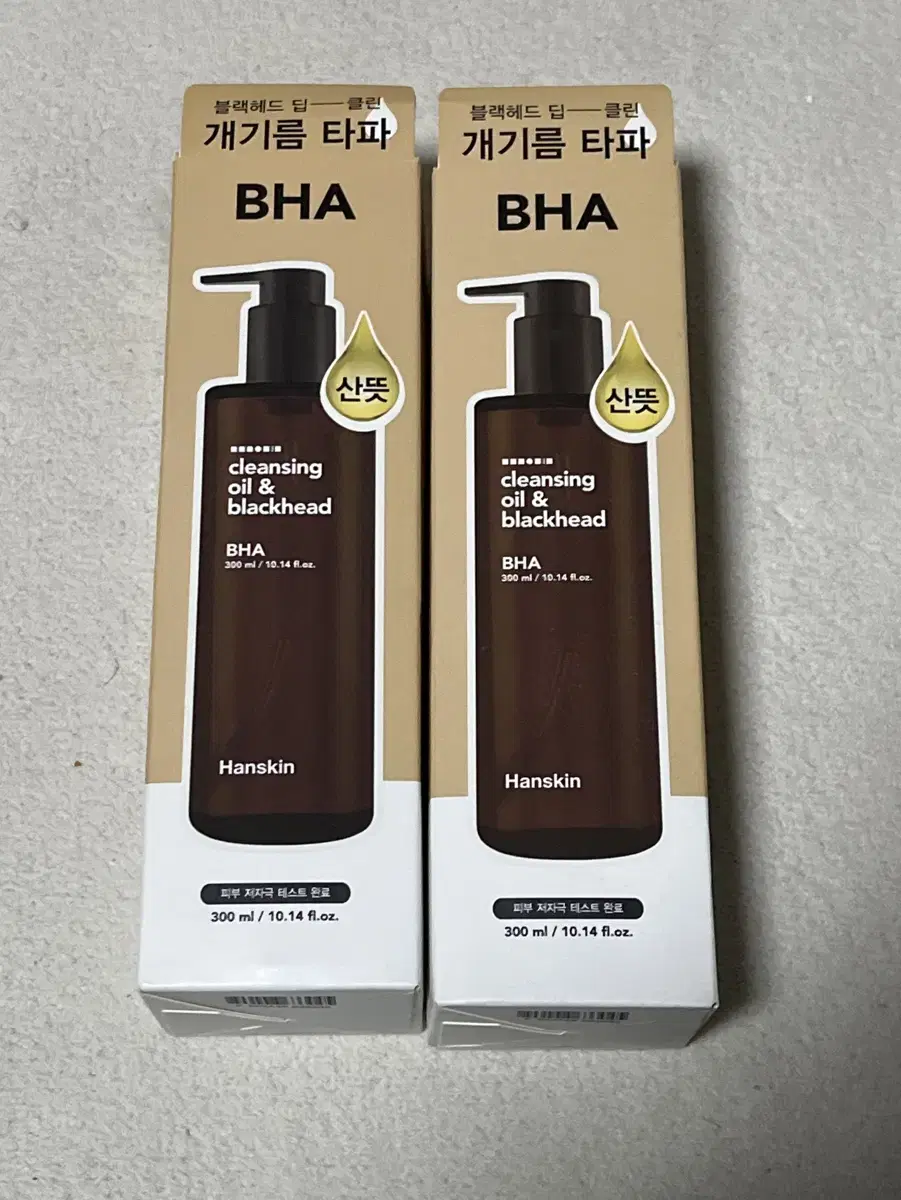 블랙헤드 딥──클린
개기름 타파
BHA
산뜻
cleansing
oil &
blackhead
BHA
300 ml / 10.14 fl.oz.
Hanskin
피부 저자극 테스트 완료
300 ml / 10.14 fl.oz.
블랙헤드 딥──클린
개기름 타파
BHA
산뜻
cleansing
oil &
blackhead
BHA
300 ml / 10.14 fl.oz.
Hanskin
피부 저자극 테스트 완료
300 ml / 10.14 fl.oz.